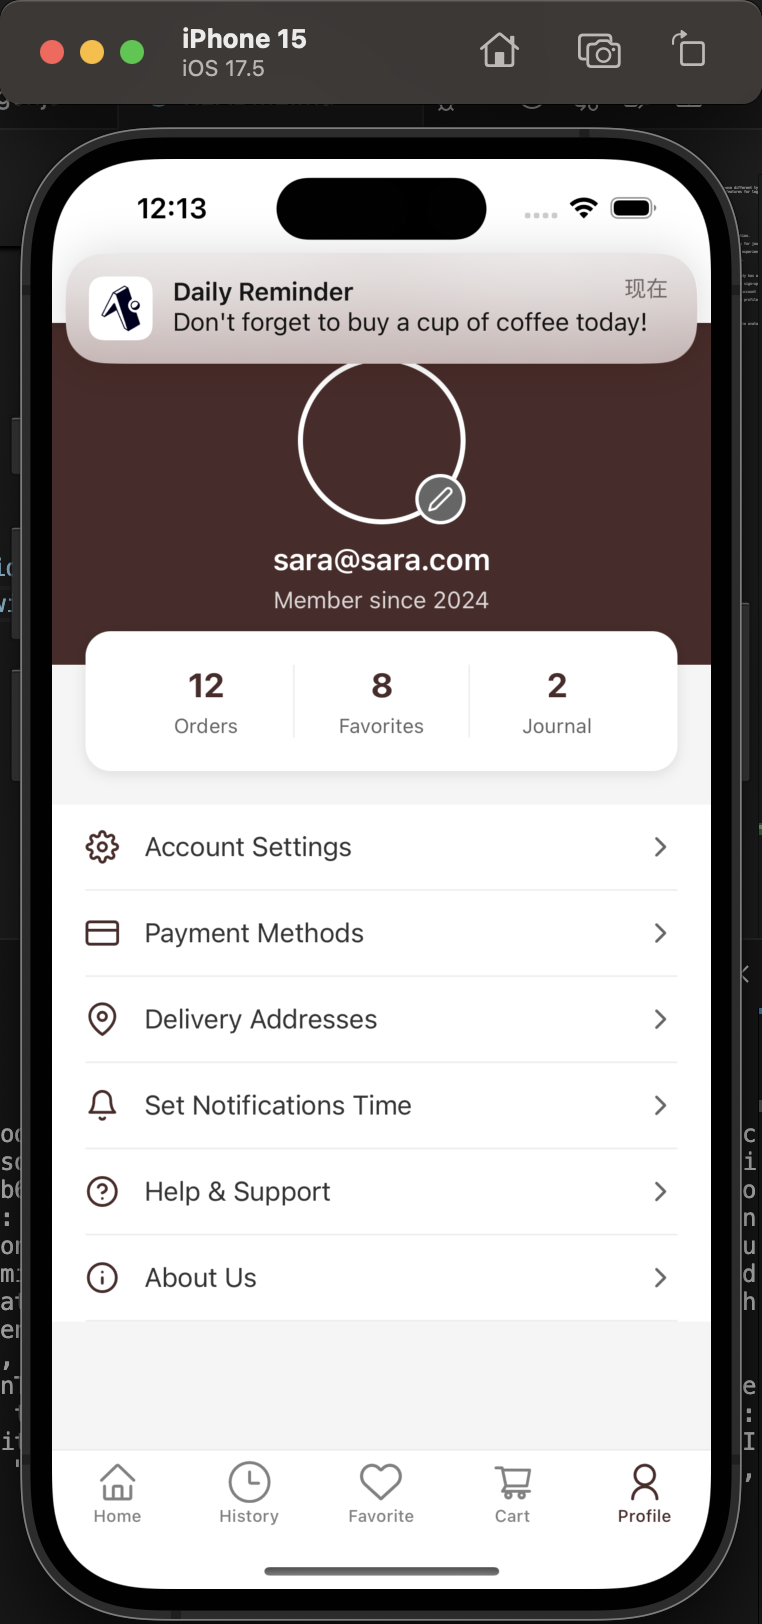 iPhone 15
iOS 17.5
12:13
Daily Reminder
现在
Don't forget to buy a cup of coffee today!
sara@sara.com
Member since 2024
12
8
2
Orders
Favorites
Journal
Account Settings
Payment Methods
Delivery Addresses
Set Notifications Time
Help & Support
About Us
Home
History
Favorite
Cart
Profile